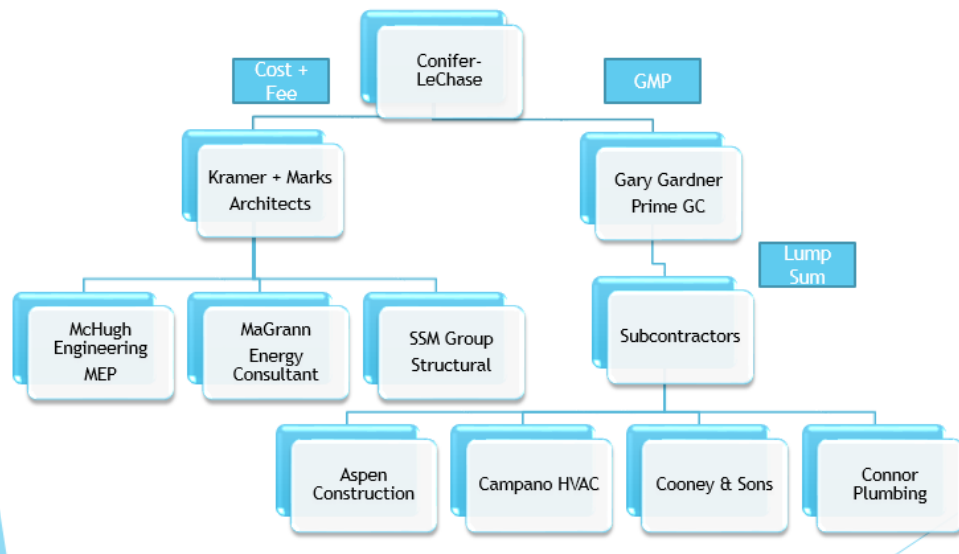 Conifer-
LeChase
Cost +
Fee
GMP
Kramer + Marks
Architects
Gary Gardner
Prime GC
Lump
Sum
McHugh
Engineering
MEP
MaGrann
Energy
Consultant
SSM Group
Structural
Subcontractors
Aspen
Construction
Campano HVAC
Cooney & Sons
Connor
Plumbing